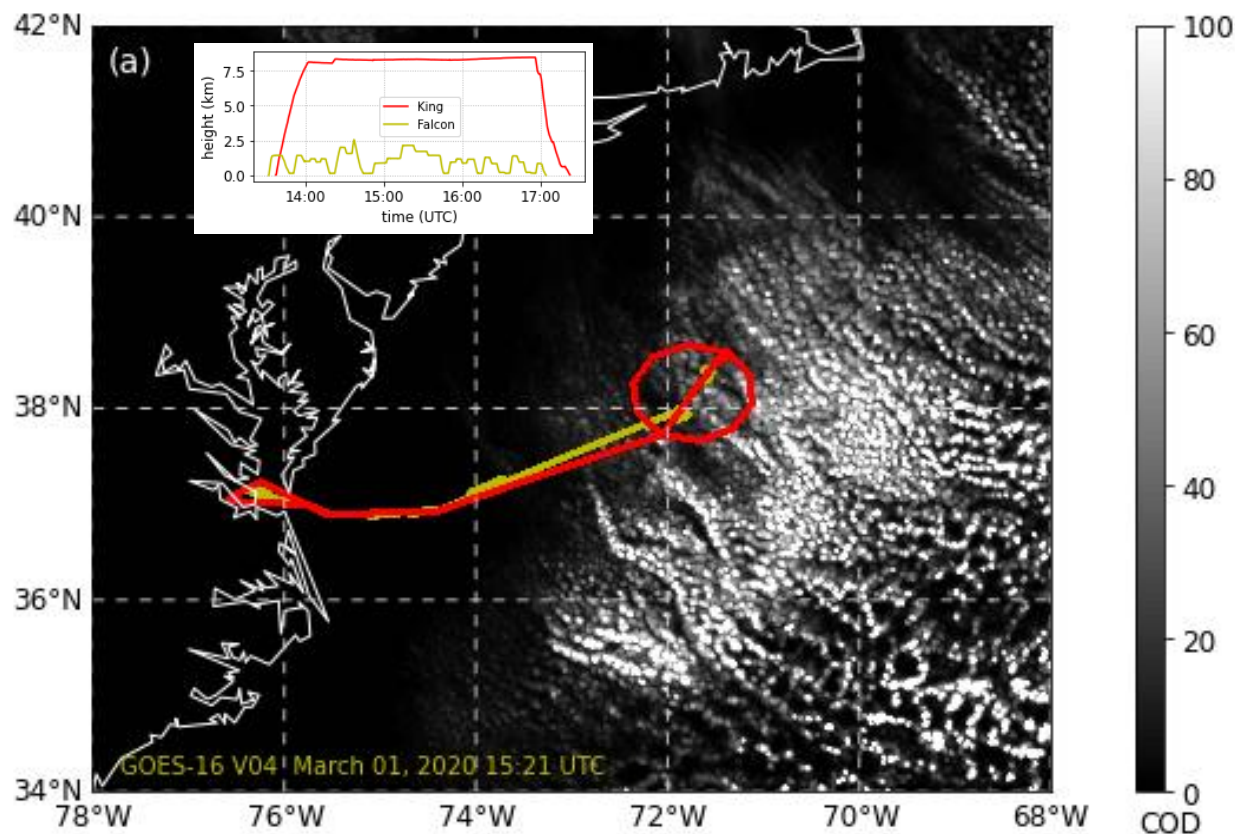 42°N
(a)
7.5
5.0
2.5
0.0
height (km)
King
Falcon
14:00
15:00
16:00
17:00
time (UTC)
40°N
38°N
36°N
34°N
GOES-16 V04 March 01, 2020 15:21 UTC
78°W
76°W
74°W
72°W
70°W
68°W
100
80
60
40
20
0
COD